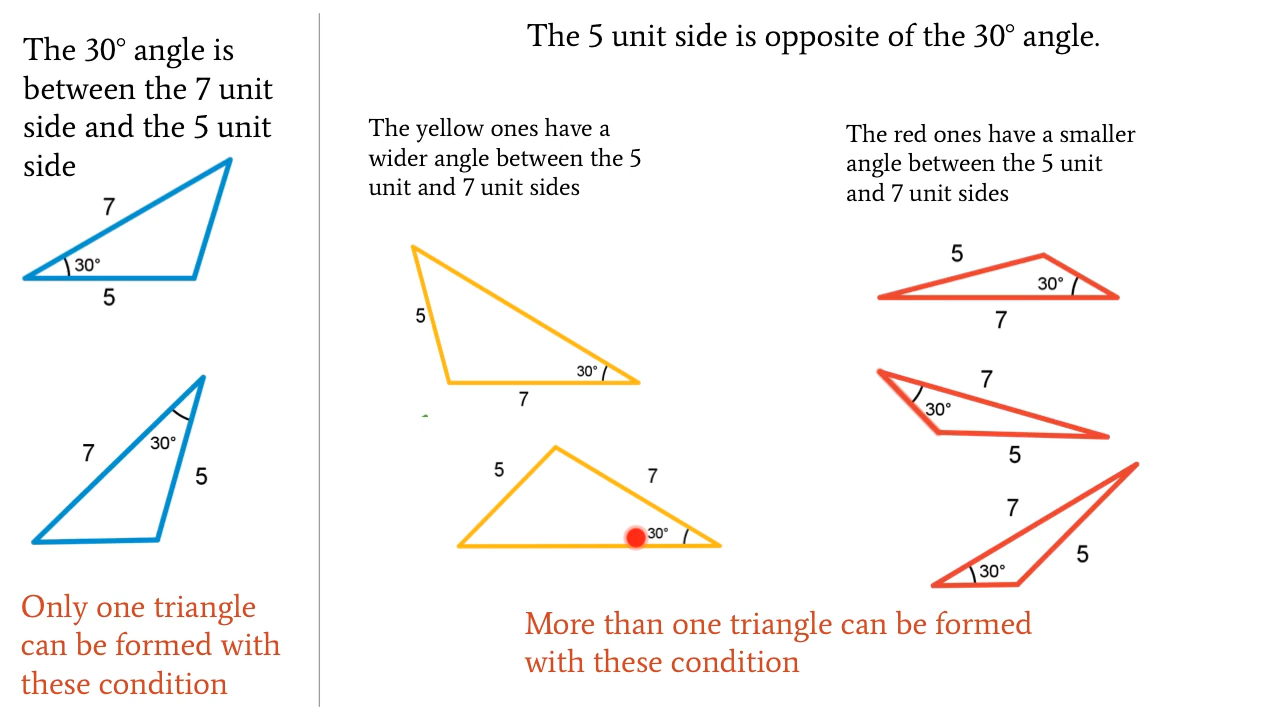 The 30° angle is
between the 7 unit
side and the 5 unit
side
7
30°
5
7
30°
5
Only one triangle
can be formed with
these condition
The 5 unit side is opposite of the 30° angle.
The yellow ones have a
wider angle between the 5
unit and 7 unit sides
5
30°
7
5
7
30°
The red ones have a smaller
angle between the 5 unit
and 7 unit sides
5
30°
7
7
30°
5
7
5
30°
More than one triangle can be formed
with these condition